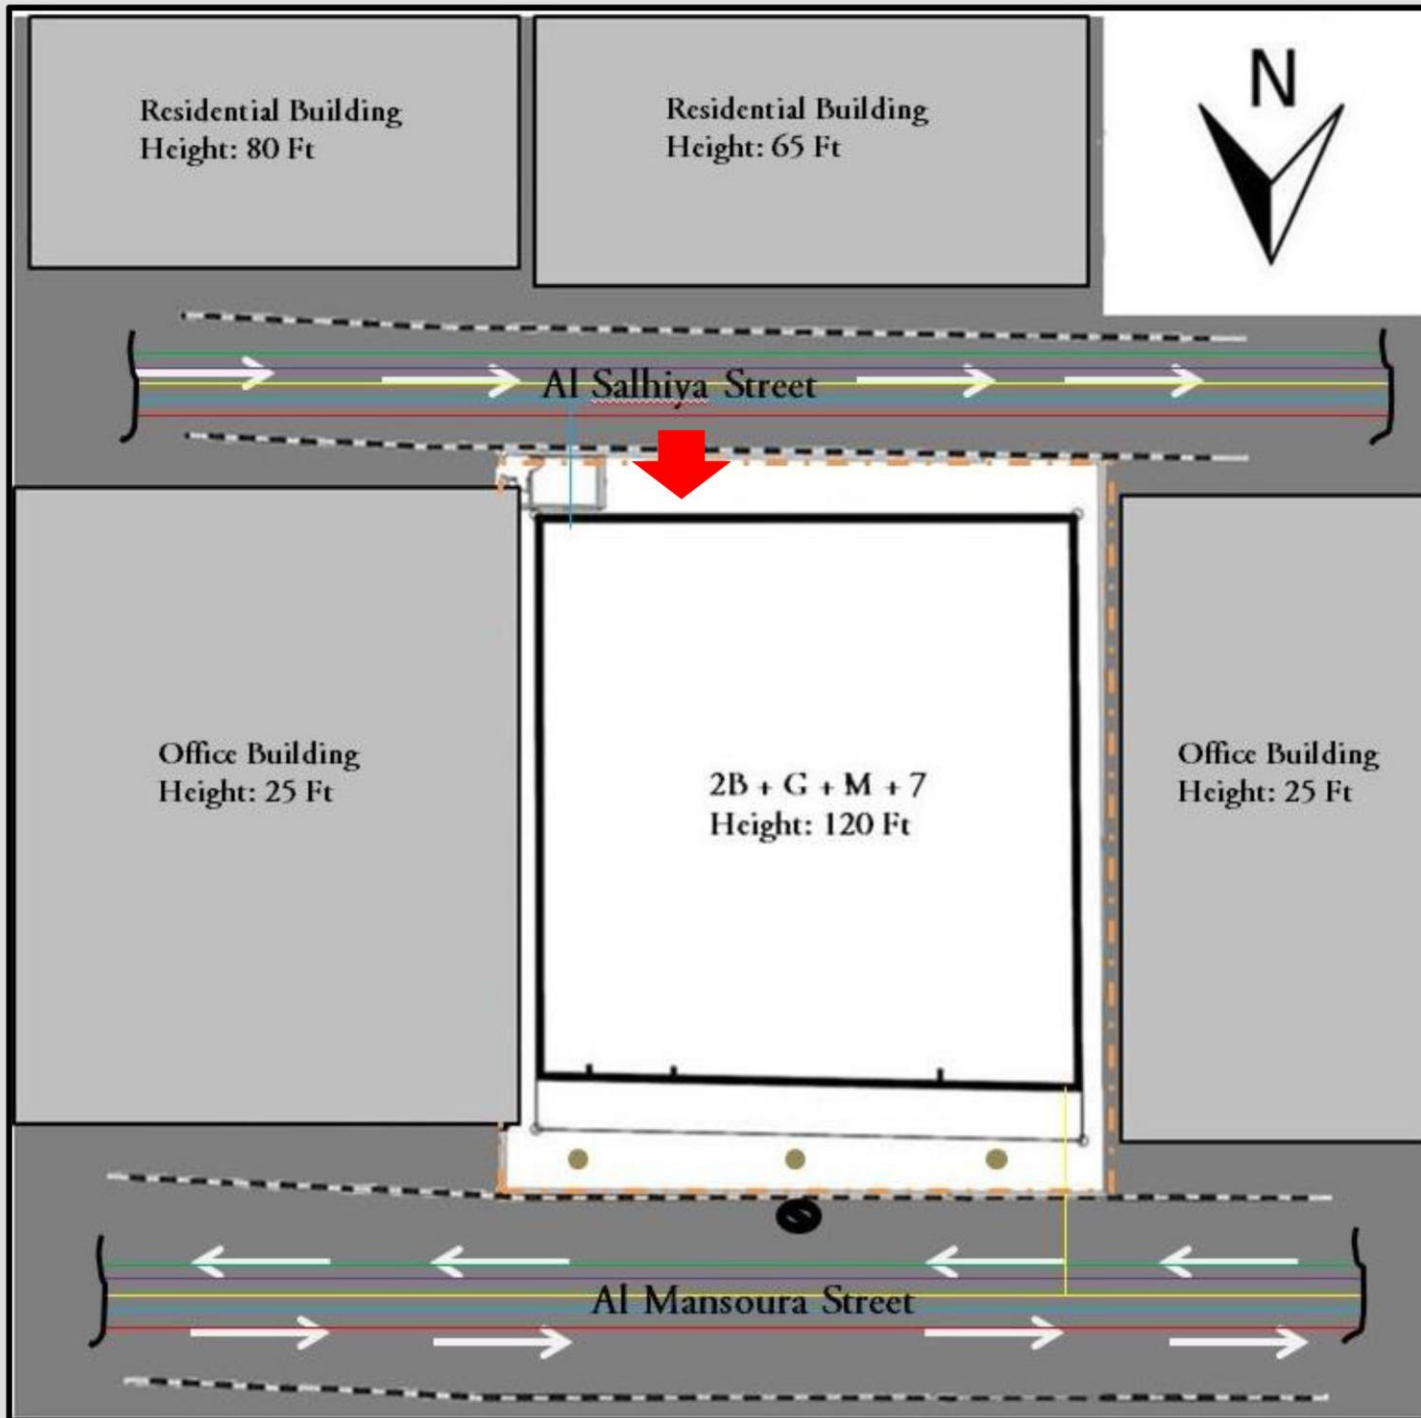 Residential Building
Height: 80 Ft
Residential Building
Height: 65 Ft
N
Al Salhiya Street
Office Building
Height: 25 Ft
2B + G + M + 7
Height: 120 Ft
Office Building
Height: 25 Ft
Al Mansoura Street